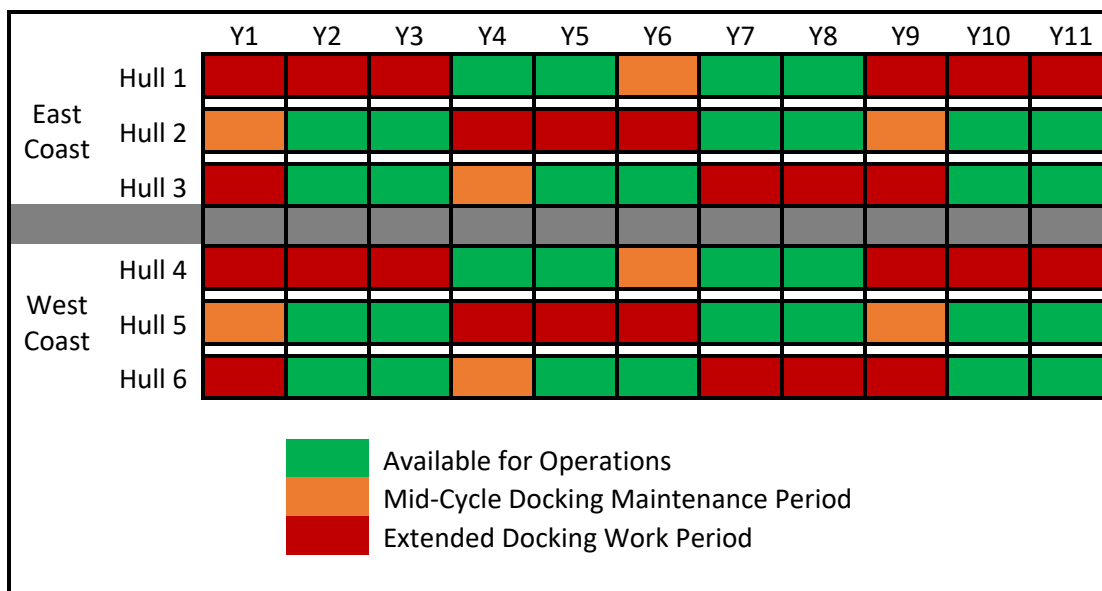 Y1 Y2 Y3 Y4 Y5 Y6 Y7 Y8 Y9 Y10 Y11
East
Coast
Hull 1
Hull 2
Hull 3
West
Coast
Hull 4
Hull 5
Hull 6
Available for Operations
Mid-Cycle Docking Maintenance Period
Extended Docking Work Period